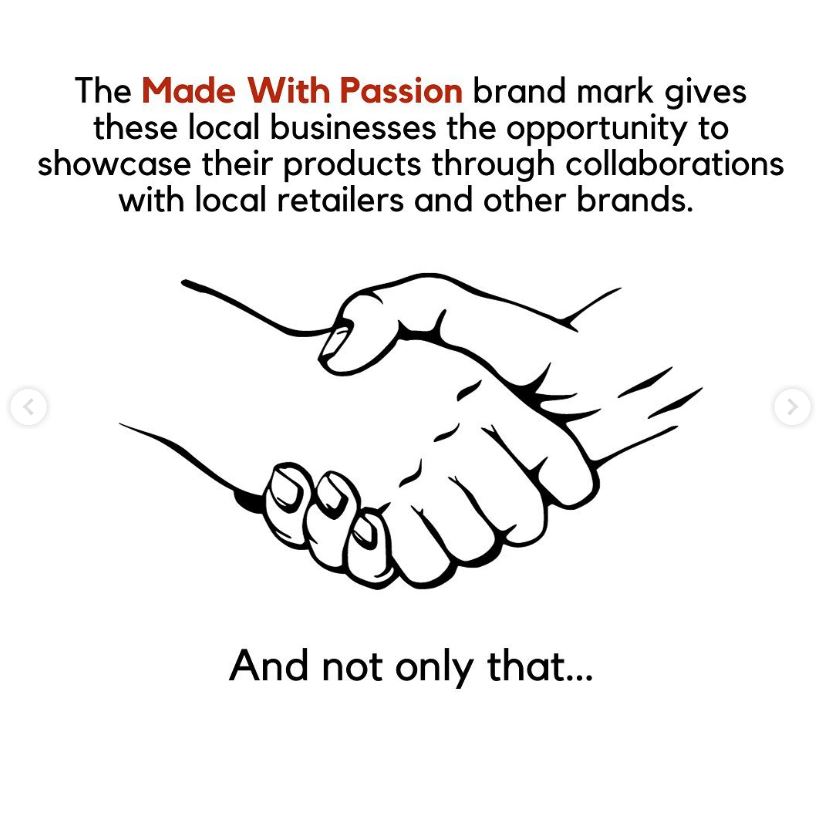 The Made With Passion brand mark gives
these local businesses the opportunity to
showcase their products through collaborations
with local retailers and other brands.
And not only that...